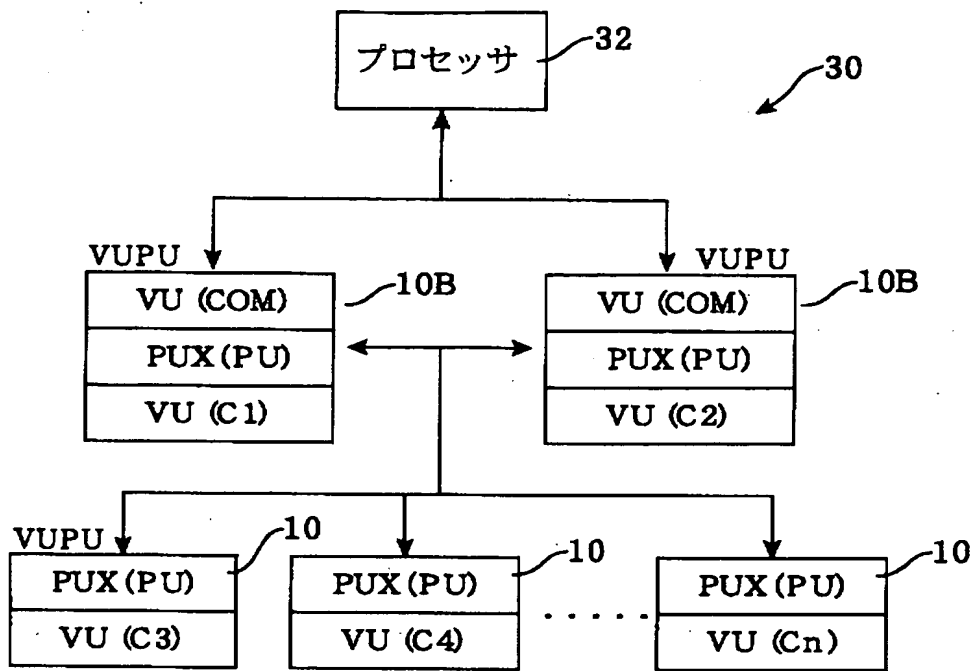 プロセッサ
32
30
VUPU
VU (COM)
PUX(PU)
VU (C1)
10B
VUPU
VU (COM)
PUX(PU)
VU (C2)
10B
VUPU
PUX(PU)
VU (C3)
10
PUX(PU)
VU (C4)
10
.....
PUX(PU)
VU (Cn)
10